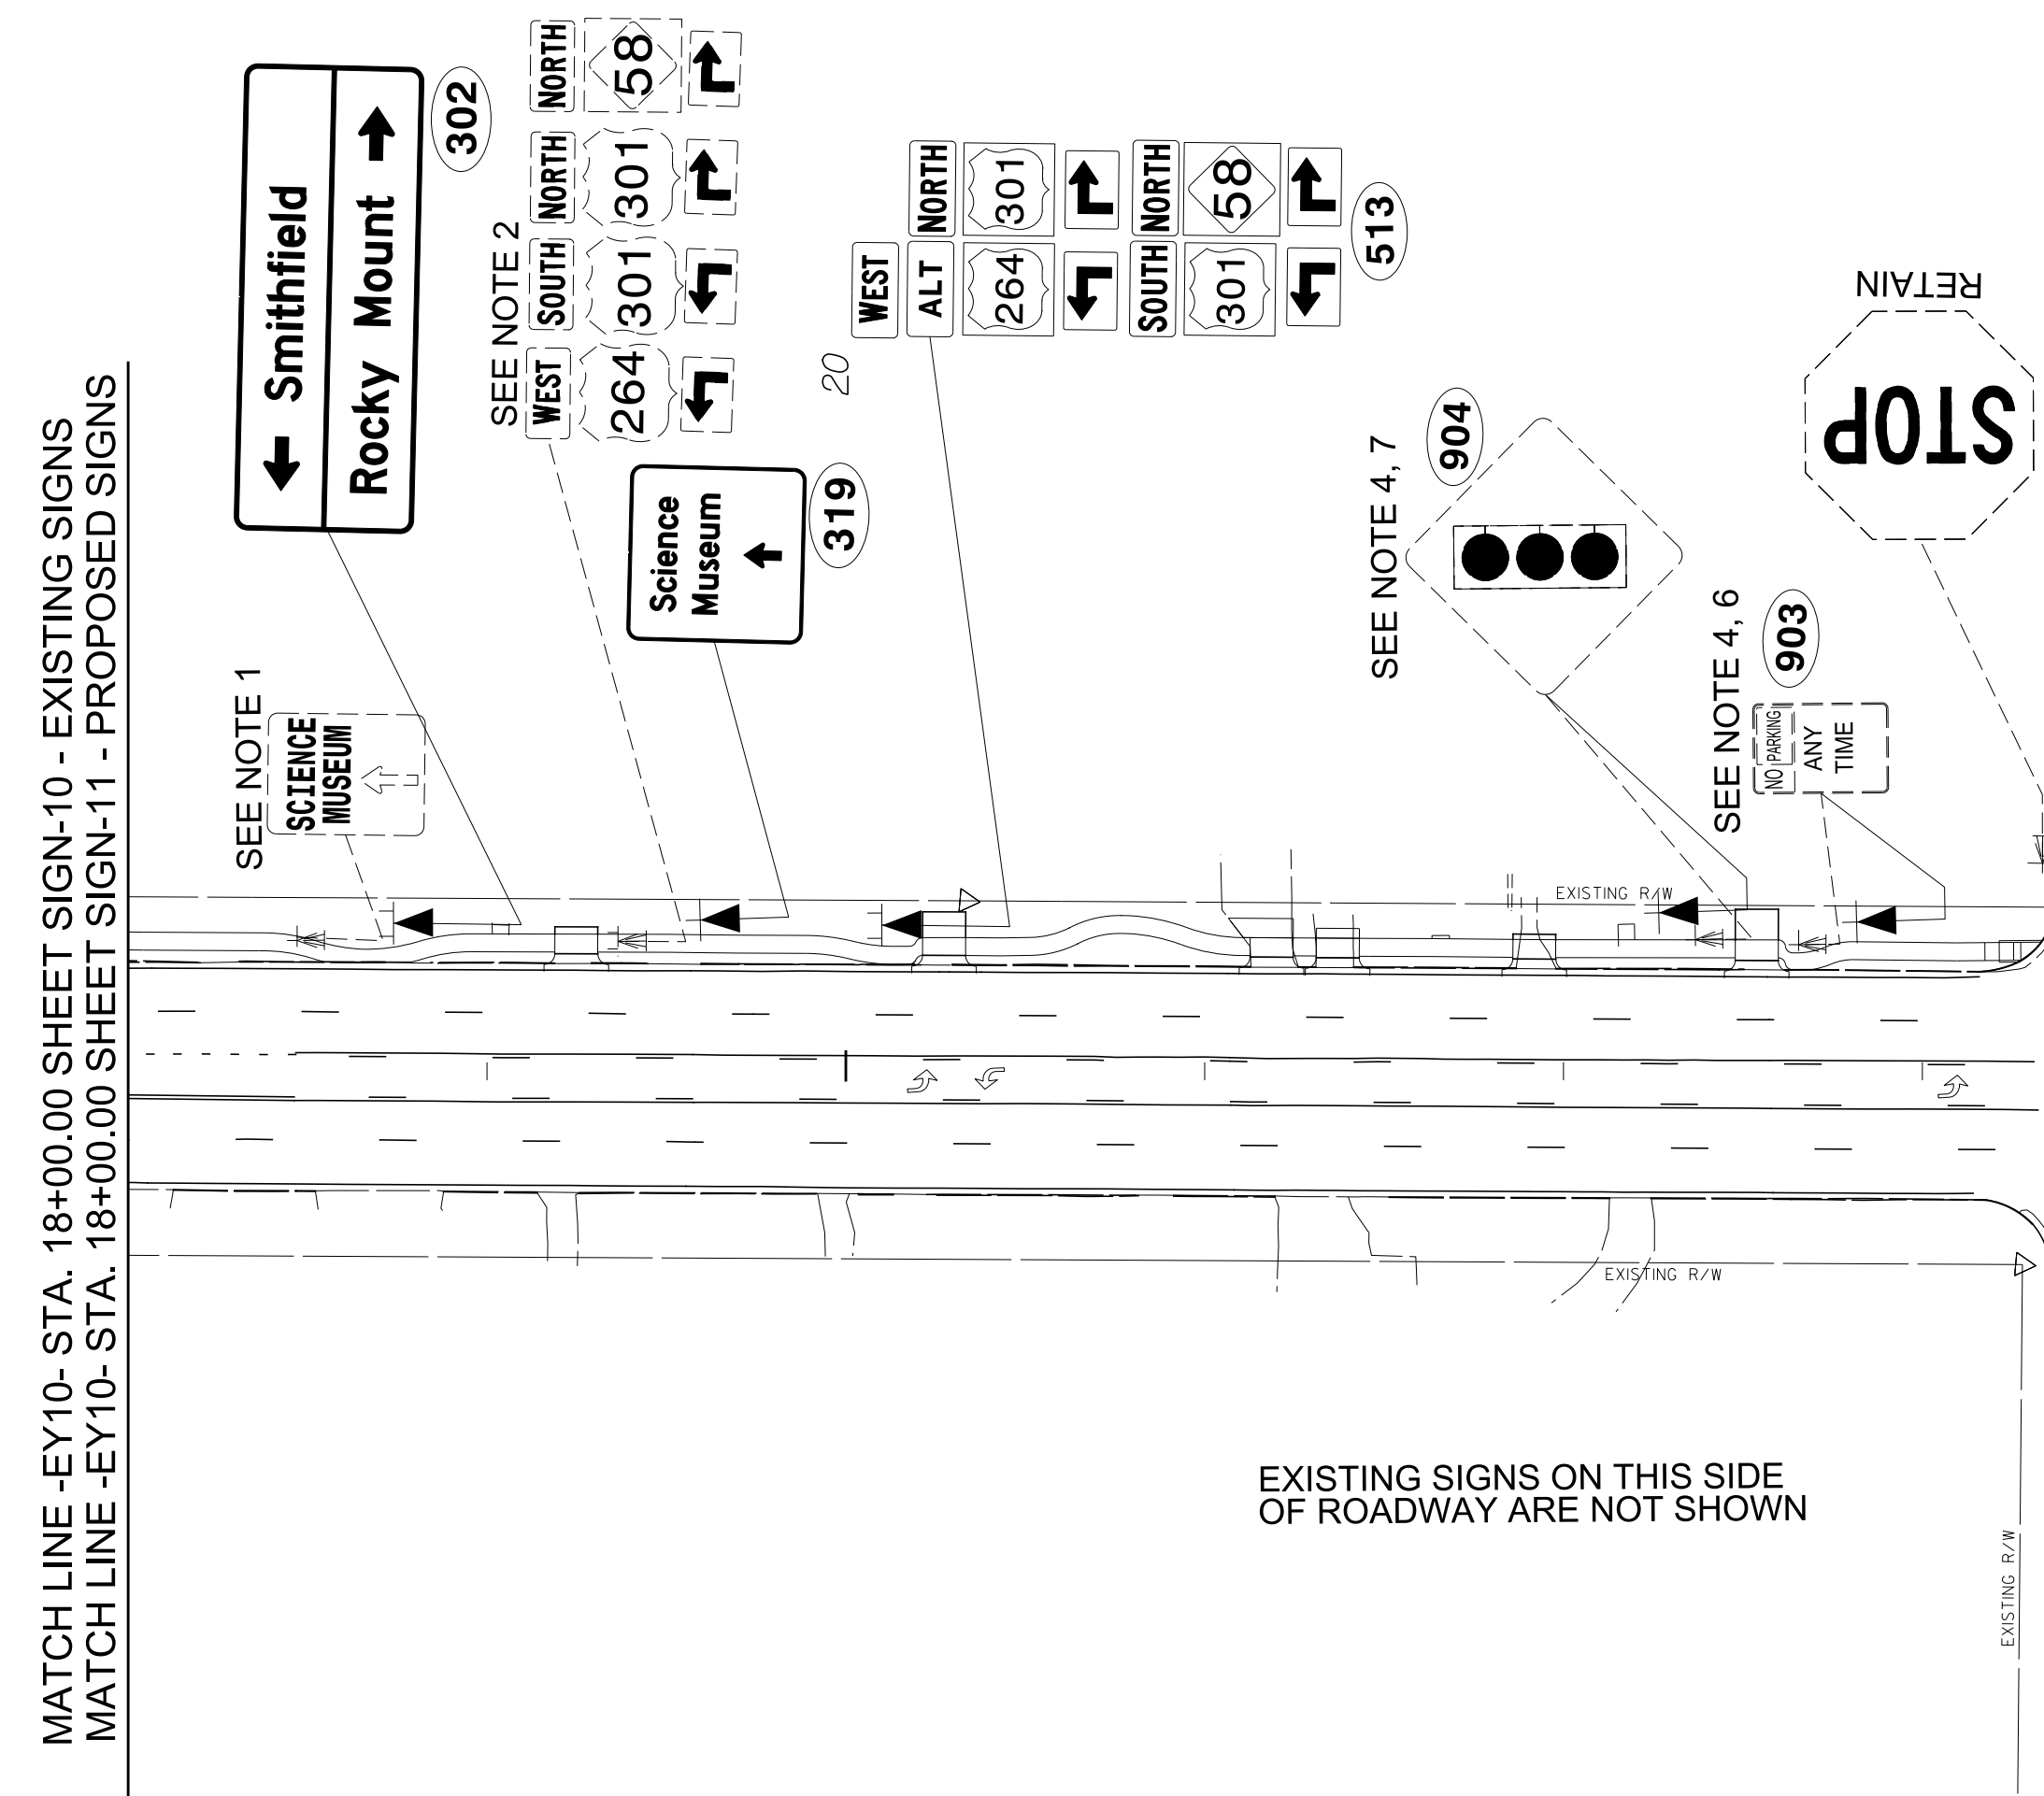 MATCH LINE -EY10- STA. 18+00.00 SHEET SIGN-10 - EXISTING SIGNS
MATCH LINE -EY10- STA. 18+00.00 SHEET SIGN-11 - PROPOSED SIGNS
Smithfield
Rocky Mount
302
SEE NOTE 1
SCIENCE
MUSEUM
SEE NOTE 2
WEST
264
SOUTH
301
NORTH
301
NORTH
58
Science
Museum
319
20
WEST
ALT
264
NORTH
301
SOUTH
301
NORTH
58
513
SEE NOTE 4, 7
904
SEE NOTE 4, 6
903
NO PARKING
ANY
TIME
RETAIN
STOP
EXISTING R/W
EXISTING R/W
EXISTING SIGNS ON THIS SIDE
OF ROADWAY ARE NOT SHOWN
EXISTING R/W